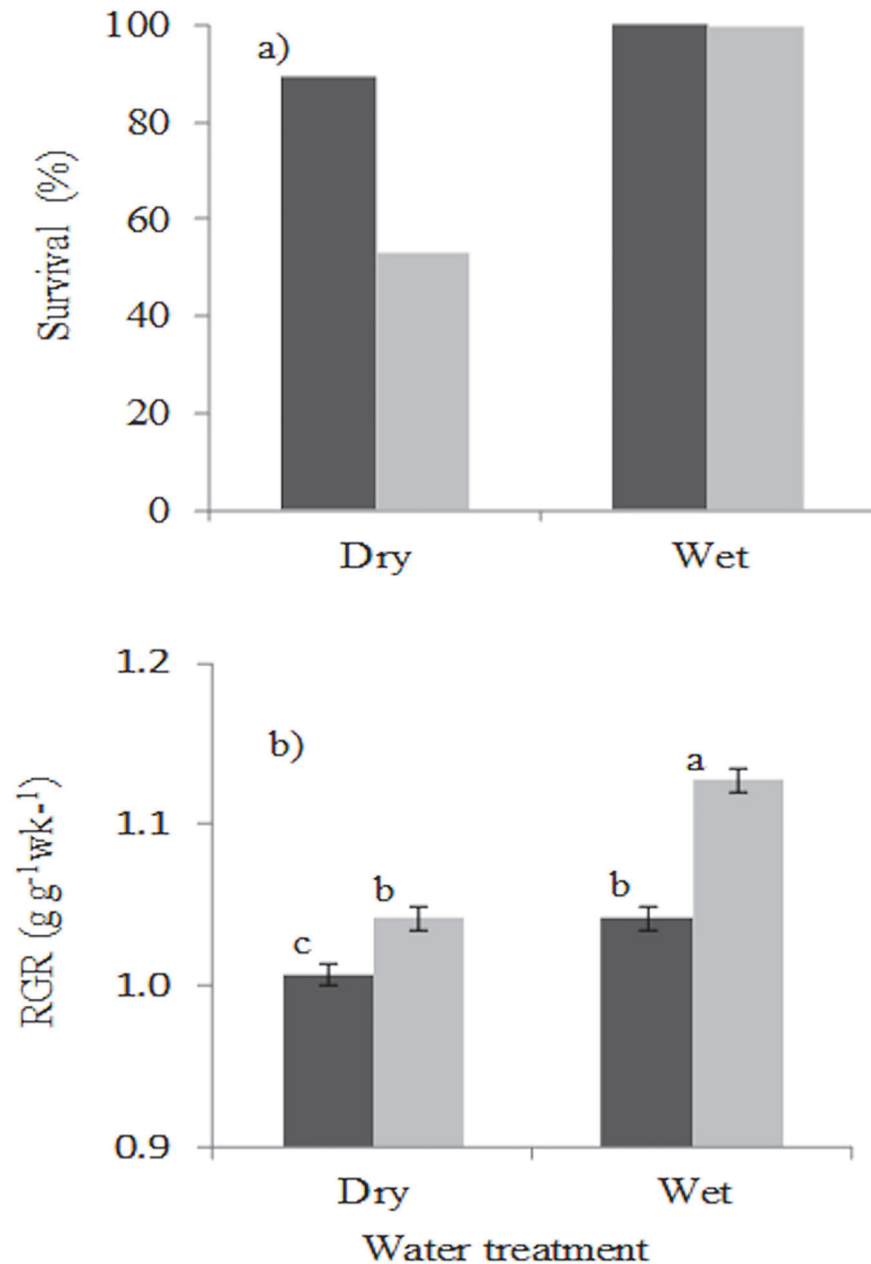 a)
Survival (%)
100
80
60
40
20
0
Dry Wet
b)
RGR (g g-1wk-1)
1.2
1.1
1.0
0.9
c
b
b
a
Dry Wet
Water treatment